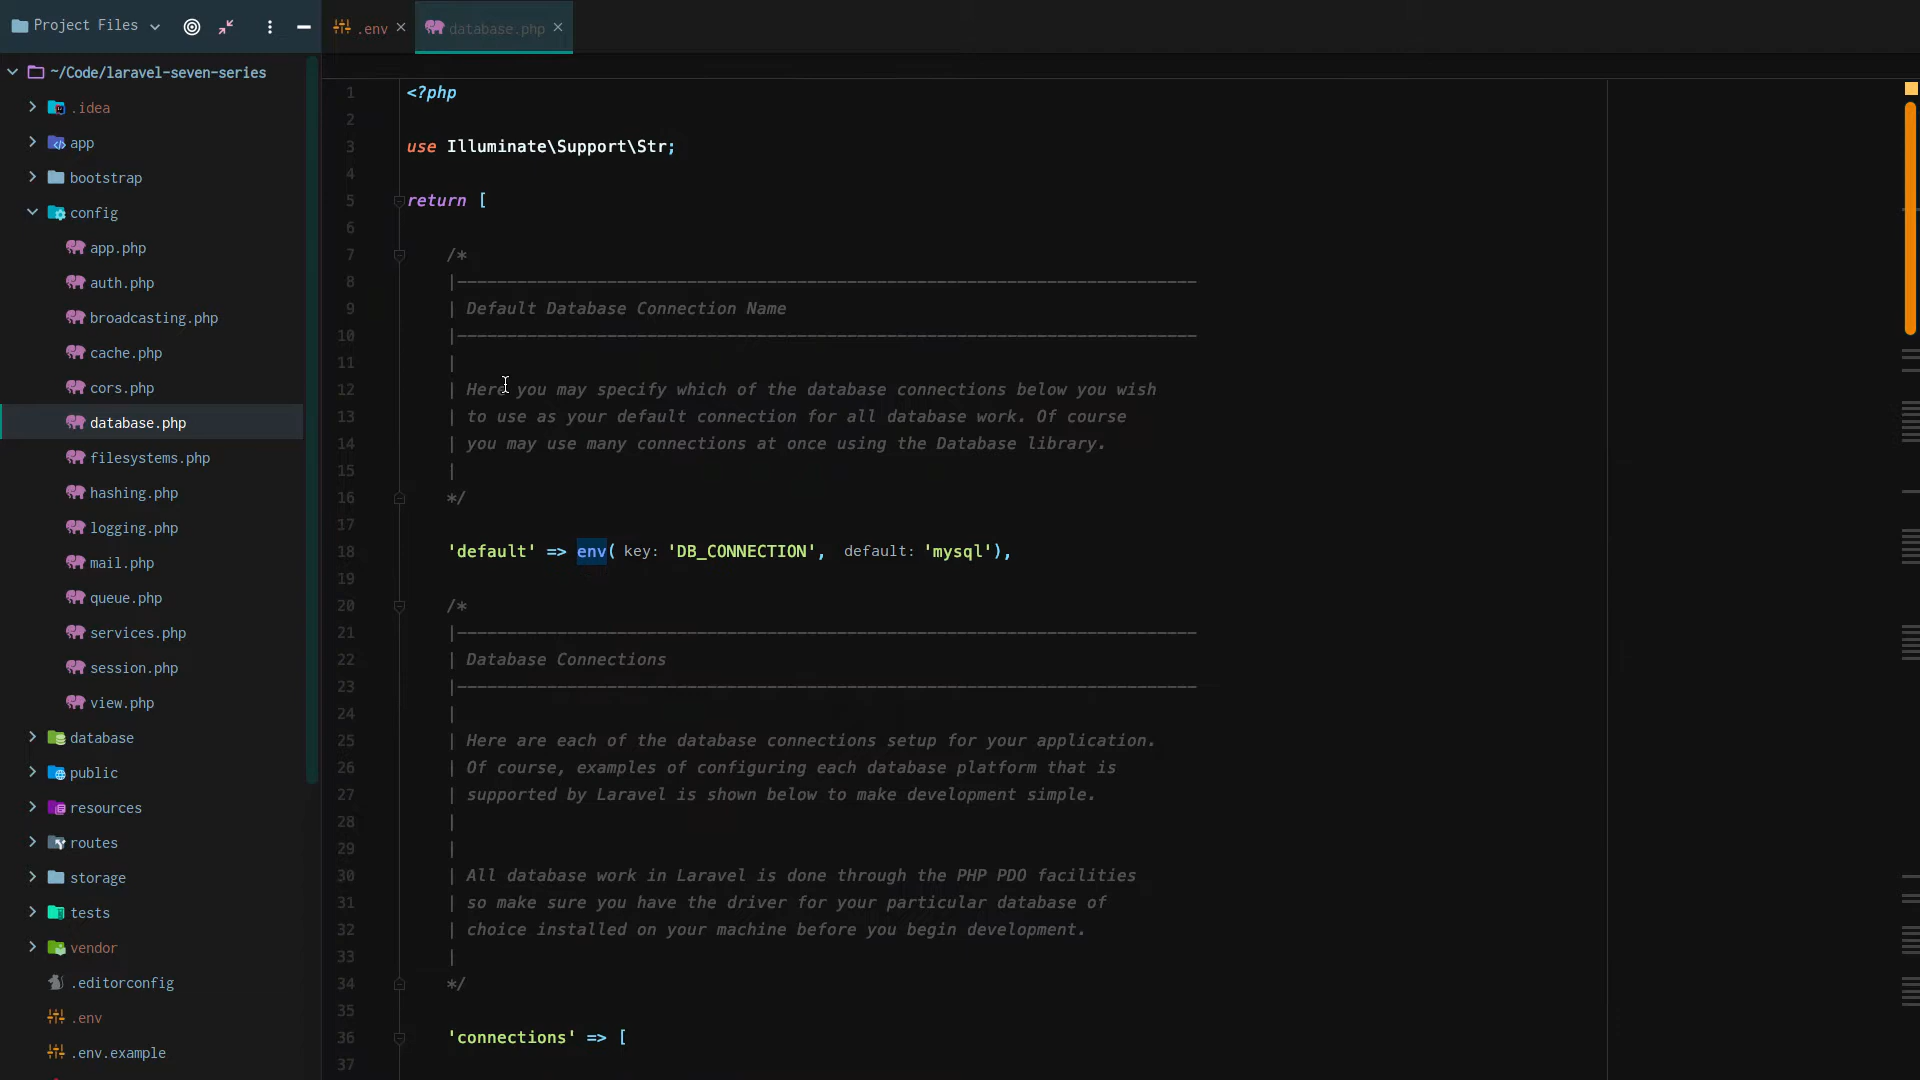 Project Files
.env
database.php
~/Code/laravel-seven-series
.idea
app
bootstrap
config
app.php
auth.php
broadcasting.php
cache.php
cors.php
database.php
filesystems.php
hashing.php
logging.php
mail.php
queue.php
services.php
session.php
view.php
database
public
resources
routes
storage
tests
vendor
.editorconfig
.env
.env.example
1 <?php
2
3 use Illuminate\Support\Str;
4
5 return [
6
7 /*
8 |--------------------------------------------------------------------------
9 | Default Database Connection Name
10 |--------------------------------------------------------------------------
11 |
12 | Here you may specify which of the database connections below you wish
13 | to use as your default connection for all database work. Of course
14 | you may use many connections at once using the Database library.
15 |
16 */
17
18 'default' => env( key: 'DB_CONNECTION', default: 'mysql'),
19
20 /*
21 |--------------------------------------------------------------------------
22 | Database Connections
23 |--------------------------------------------------------------------------
24 |
25 | Here are each of the database connections setup for your application.
26 | Of course, examples of configuring each database platform that is
27 | supported by Laravel is shown below to make development simple.
28 |
29 |
30 | All database work in Laravel is done through the PHP PDO facilities
31 | so make sure you have the driver for your particular database of
32 | choice installed on your machine before you begin development.
33 |
34 */
35
36 'connections' => [
37